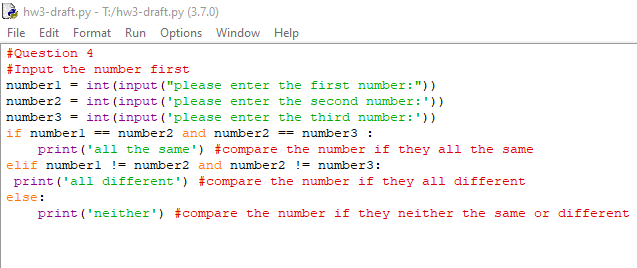 hw3-draft.py - T:/hw3-draft.py (3.7.0)
File Edit Format Run Options Window Help
#Question 4
#Input the number first
number1 = int(input("please enter the first number:"))
number2 = int(input('please enter the second number:'))
number3 = int(input('please enter the third number:'))
if number1 == number2 and number2 == number3 :
    print('all the same') #compare the number if they all the same
elif number1 != number2 and number2 != number3:
 print('all different') #compare the number if they all different
else:
    print('neither') #compare the number if they neither the same or different